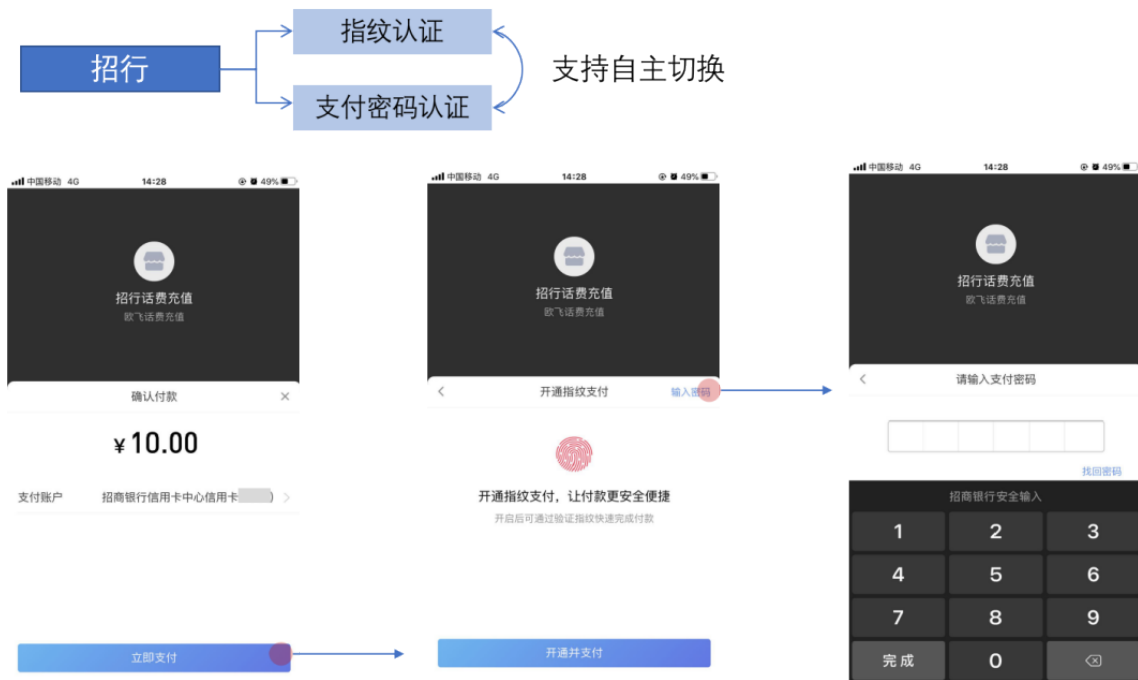 指纹认证
招行
支持自主切换
支付密码认证
中国移动 4G 14:28 49%
招行话费充值
欧飞话费充值
确认付款 ×
¥10.00
支付账户 招商银行信用卡中心信用卡 )
立即支付
中国移动 4G 14:28 49%
招行话费充值
欧飞话费充值
开通指纹支付 输入密码
开通指纹支付，让付款更安全便捷
开启后可通过验证指纹快速完成付款
开通并支付
中国移动 4G 14:28 49%
招行话费充值
欧飞话费充值
请输入支付密码
找回密码
招商银行安全输入
1 2 3
4 5 6
7 8 9
完成 0